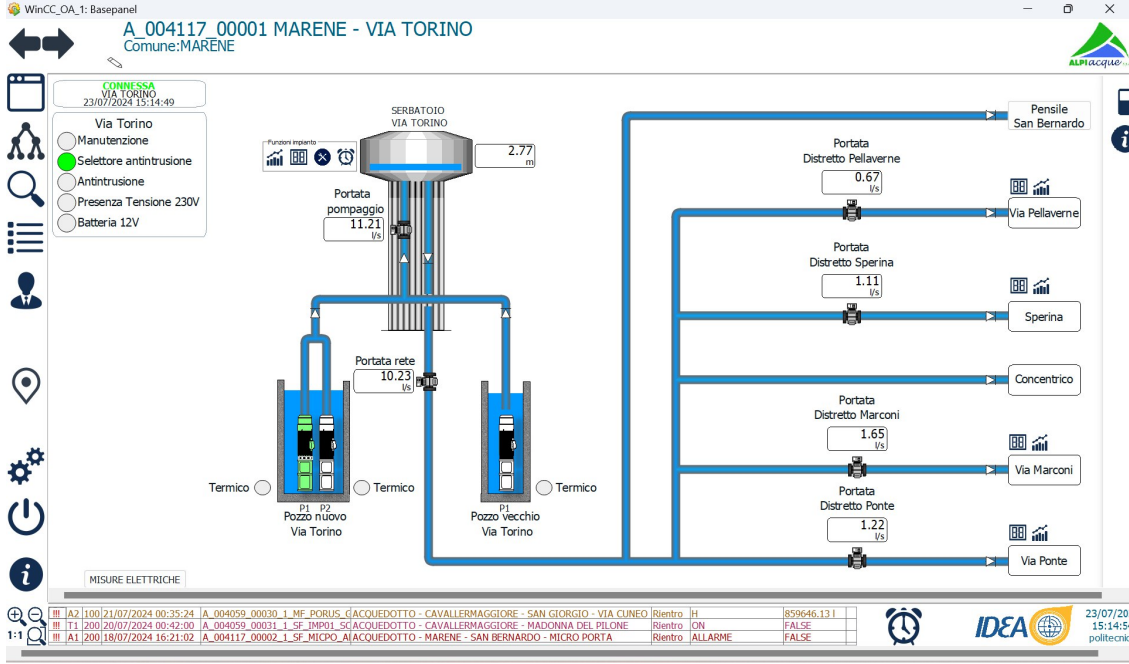 WinCC_OA_1: Basepanel
A_004117_00001 MARENE - VIA TORINO
Comune:MARENE
ALPIacque
CONNESSA
VIA TORINO
23/07/2024 15:14:49
Via Torino
Manutenzione
Selettore antintrusione
Antintrusione
Presenza Tensione 230V
Batteria 12V
SERBATOIO
VIA TORINO
Funzioni impianto
2.77
m
Portata
pompaggio
11.21
l/s
Portata rete
10.23
l/s
Termico
Termico
Termico
P1 P2
Pozzo nuovo
Via Torino
P1
Pozzo vecchio
Via Torino
Pensile
San Bernardo
Portata
Distretto Pellaverne
0.67
l/s
Via Pellaverne
Portata
Distretto Sperina
1.11
l/s
Sperina
Concentrico
Portata
Distretto Marconi
1.65
l/s
Via Marconi
Portata
Distretto Ponte
1.22
l/s
Via Ponte
MISURE ELETTRICHE
1:1
!!! A2 100 21/07/2024 00:35:24 A_004059_00030_1_MF_PORUS_G ACQUEDOTTO - CAVALLERMAGGIORE - SAN GIORGIO - VIA CUNEO Rientro H 859646.13 l
!!! T1 200 20/07/2024 00:42:00 A_004059_00031_1_SF_IMP01_SC ACQUEDOTTO - CAVALLERMAGGIORE - MADONNA DEL PILONE Rientro ON FALSE
!!! A1 200 18/07/2024 16:21:02 A_004117_00002_1_SF_MICPO_AL ACQUEDOTTO - MARENE - SAN BERNARDO - MICRO PORTA Rientro ALLARME FALSE
IDEA
23/07/20
15:14:54
politecnic